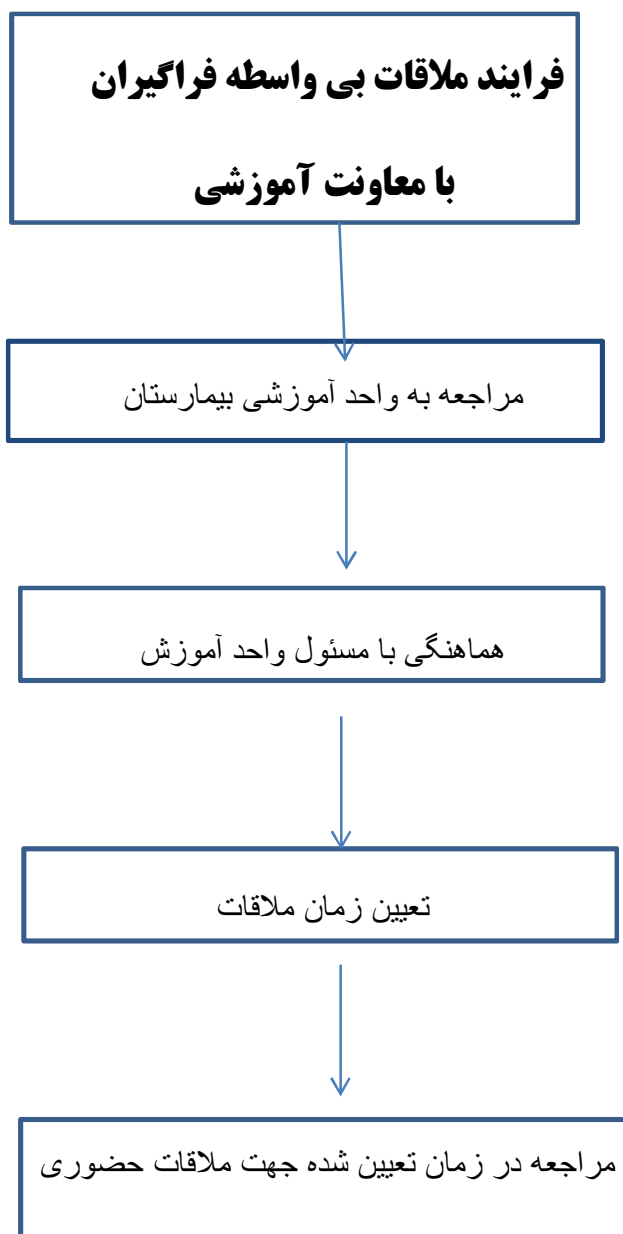 فرایند ملاقات بی واسطه فراگیران
با معاونت آموزشی
مراجعه به واحد آموزشی بیمارستان
هماهنگی با مسئول واحد آموزش
تعیین زمان ملاقات
مراجعه در زمان تعیین شده جهت ملاقات حضوری